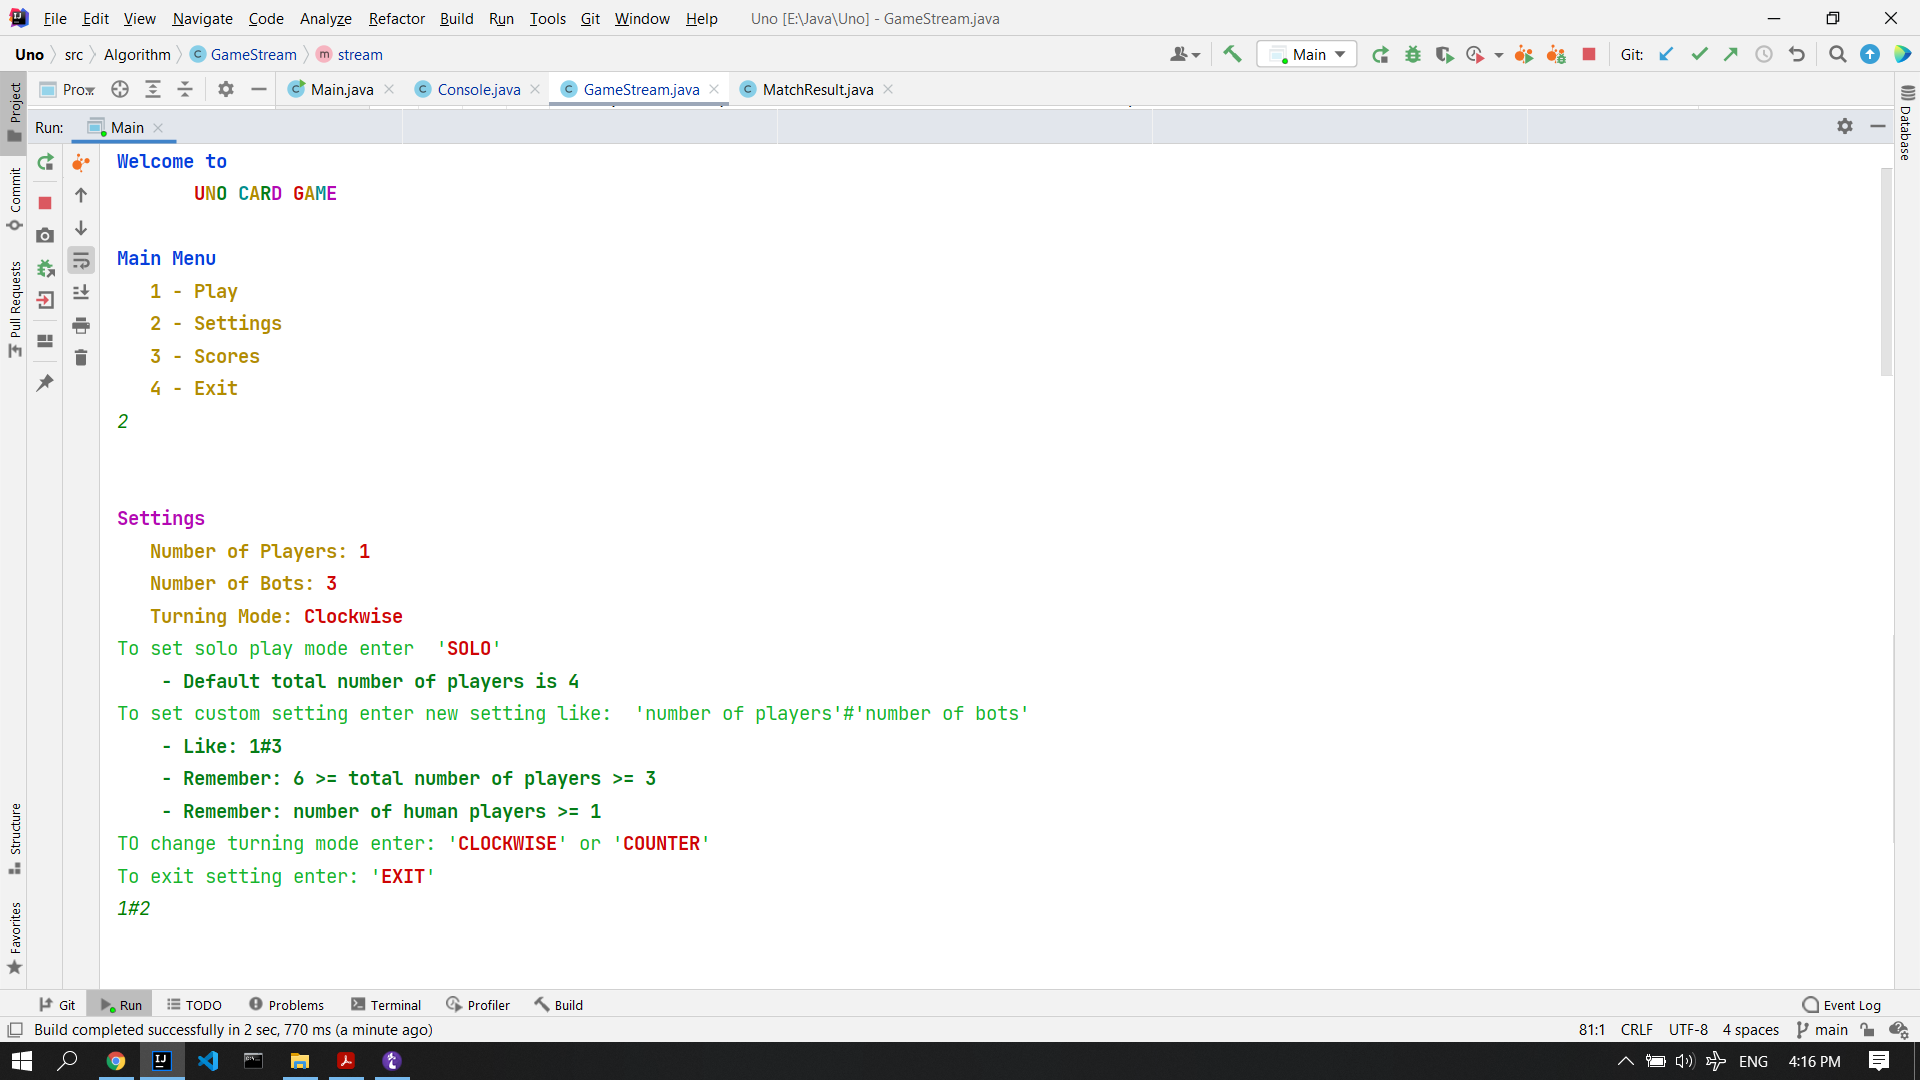 File Edit View Navigate Code Analyze Refactor Build Run Tools Git Window Help Uno [E:\Java\Uno] - GameStream.java
Uno src Algorithm GameStream stream Main Git:
Pro... Main.java Console.java GameStream.java MatchResult.java
Run: Main
Project
Commit
Pull Requests
Structure
Favorites
Database
Welcome to
UNO CARD GAME
Main Menu
1 - Play
2 - Settings
3 - Scores
4 - Exit
2
Settings
Number of Players: 1
Number of Bots: 3
Turning Mode: Clockwise
To set solo play mode enter  'SOLO'
- Default total number of players is 4
To set custom setting enter new setting like:  'number of players'#'number of bots'
- Like: 1#3
- Remember: 6 >= total number of players >= 3
- Remember: number of human players >= 1
TO change turning mode enter: 'CLOCKWISE' or 'COUNTER'
To exit setting enter: 'EXIT'
1#2
Git Run TODO Problems Terminal Profiler Build Event Log
Build completed successfully in 2 sec, 770 ms (a minute ago) 81:1 CRLF UTF-8 4 spaces main
ENG 4:16 PM